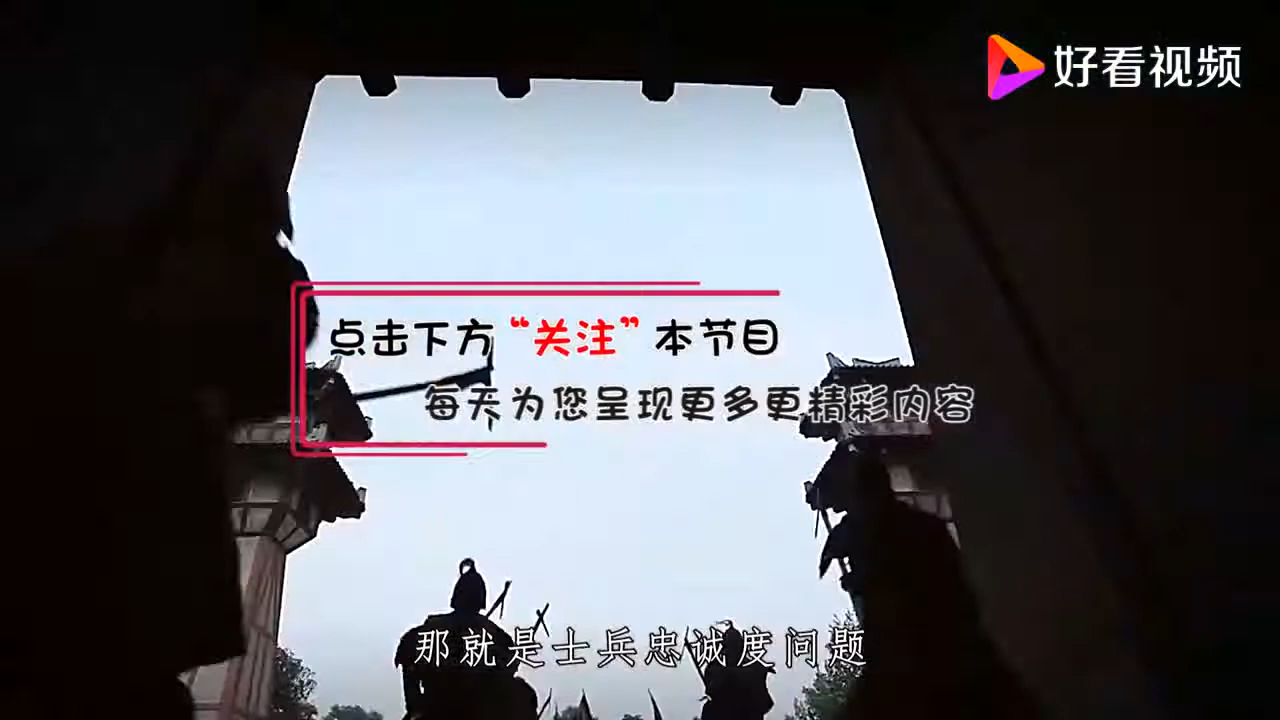 好看视频
点击下方“关注”本节目
每天为您呈现更多更精彩内容
那就是士兵忠诚度问题